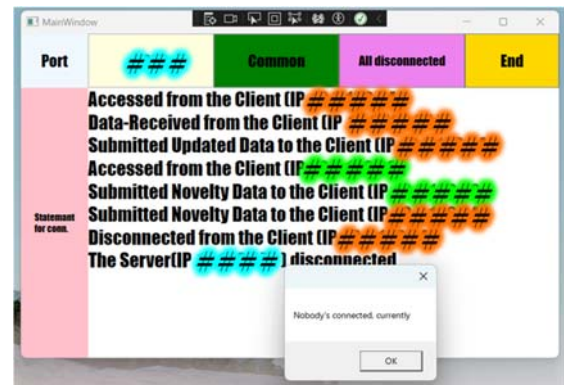 MainWindow
Port
###
Common
All disconnected
End
Accessed from the Client (IP #####
Data-Received from the Client (IP #####
Submitted Updated Data to the Client (IP #####
Accessed from the Client (IP #####
Submitted Novelty Data to the Client (IP #####
Statemant
for conn.
Submitted Novelty Data to the Client (IP #####
Disconnected from the Client (IP #####
The Server(IP ####) disconnected
Nobody's connected, currently
OK